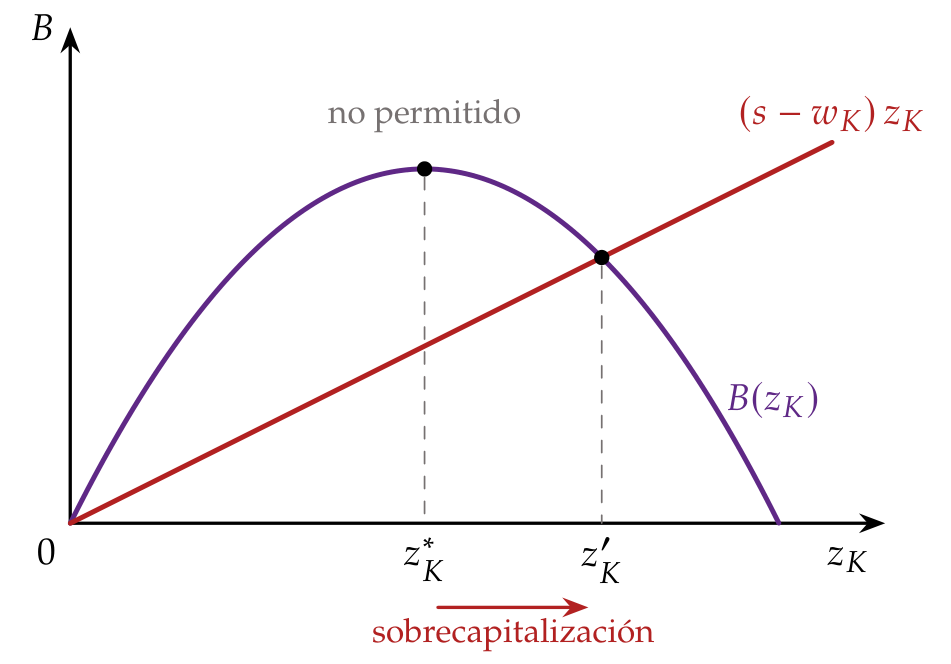 B
no permitido
(s − w_K) z_K
B(z_K)
0
z*_K
z′_K
z_K
sobrecapitalización